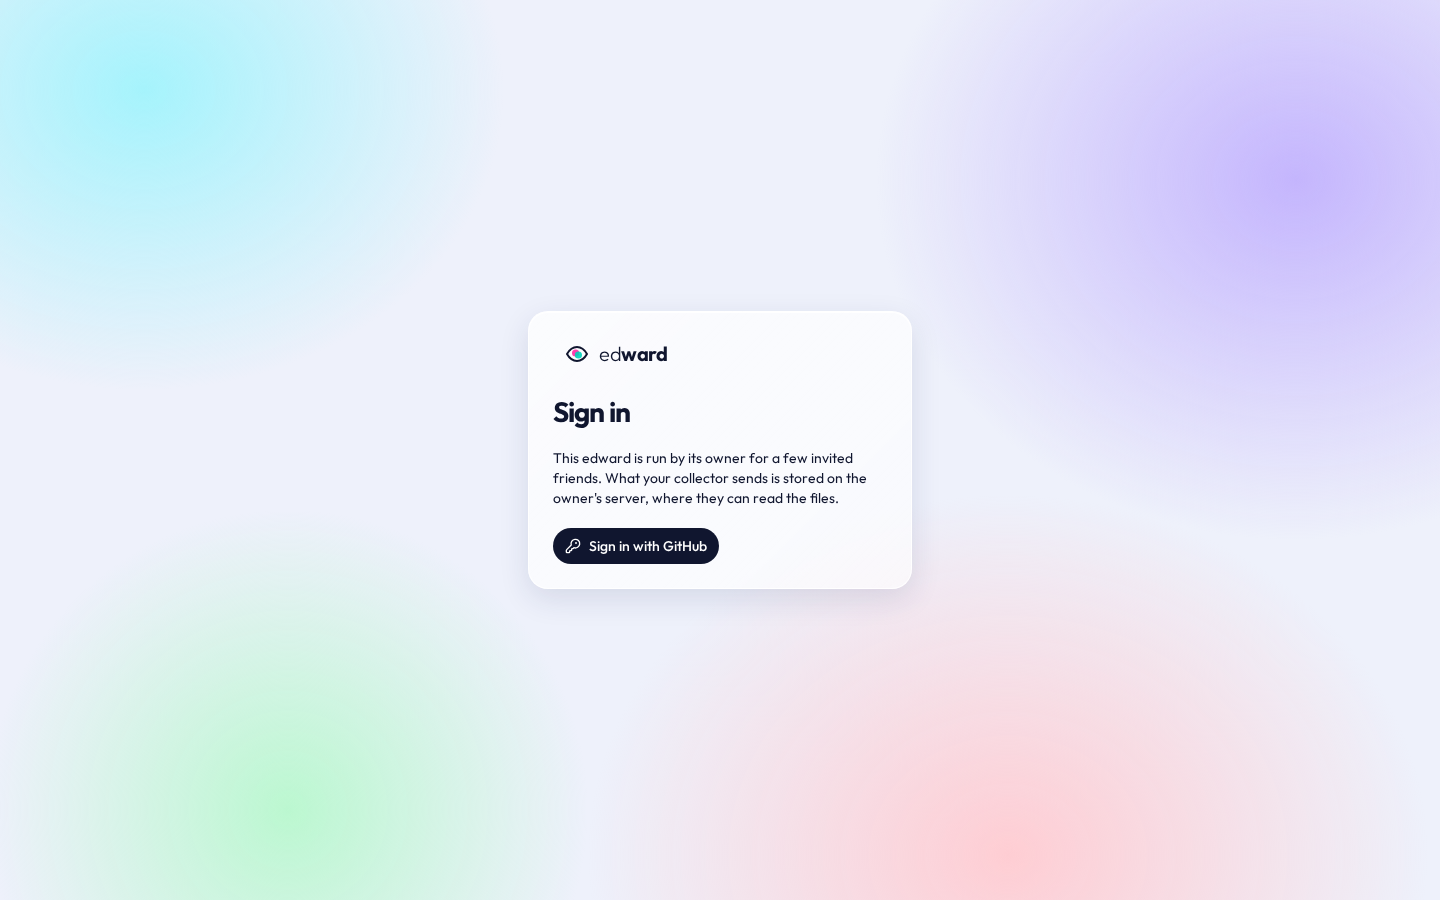 edward
Sign in
This edward is run by its owner for a few invited
friends. What your collector sends is stored on the
owner's server, where they can read the files.
Sign in with GitHub